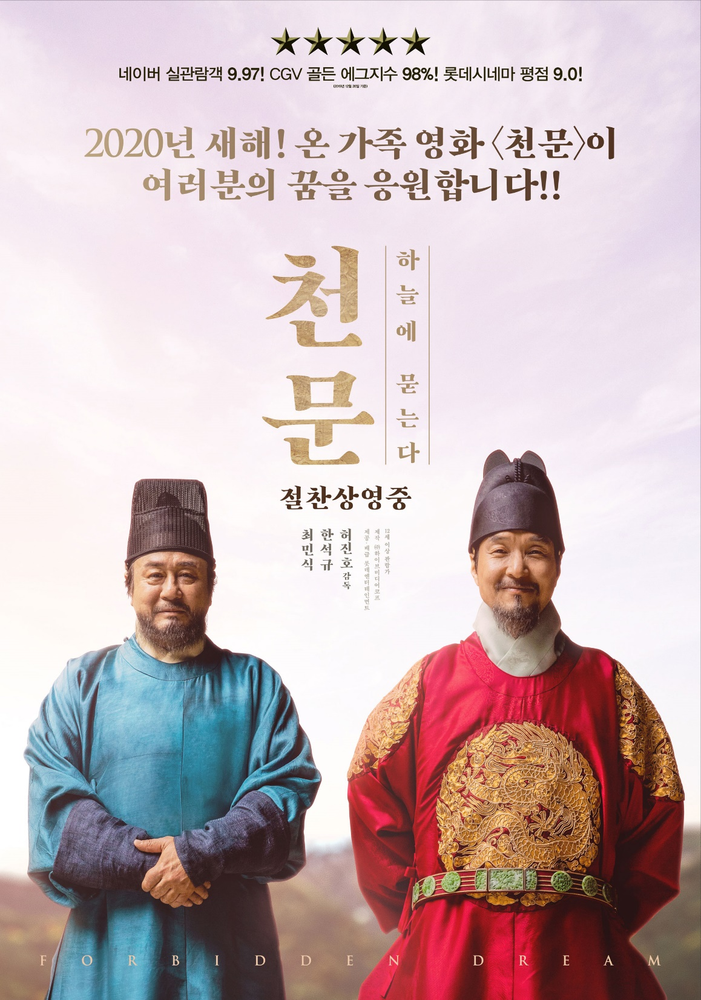 네이버 실관람객 9.97! CGV 골든 에그지수 98%! 롯데시네마 평점 9.0!
(2019년 12월 26일 기준)
2020년 새해! 온 가족 영화 〈천문〉이
여러분의 꿈을 응원합니다!!
천문
하늘에 묻는다
절찬상영중
최민식
한석규
허진호 감독
제공·배급 롯데엔터테인먼트
제작 ㈜하이브미디어코프
12세이상관람가
FORBIDDEN DREAM